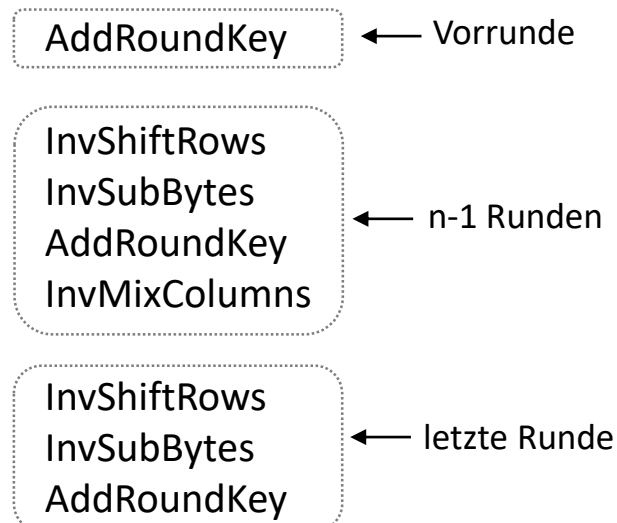 AddRoundKey
Vorrunde
InvShiftRows
InvSubBytes
AddRoundKey
InvMixColumns
n-1 Runden
InvShiftRows
InvSubBytes
AddRoundKey
letzte Runde